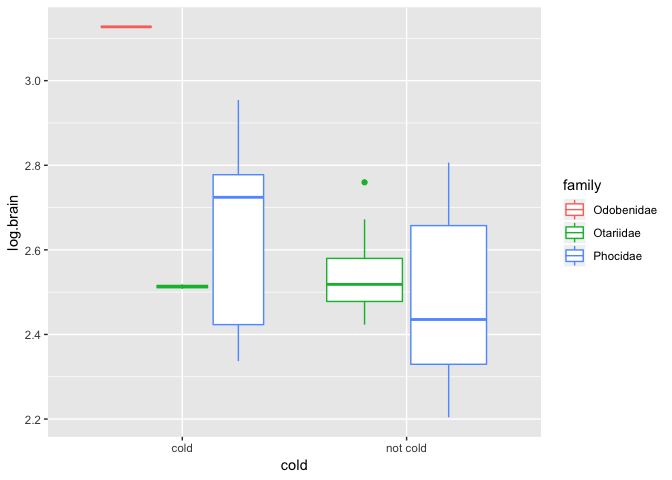 3.0
2.8
2.6
2.4
2.2
log.brain
cold
not cold
cold
family
Odobenidae
Otariidae
Phocidae